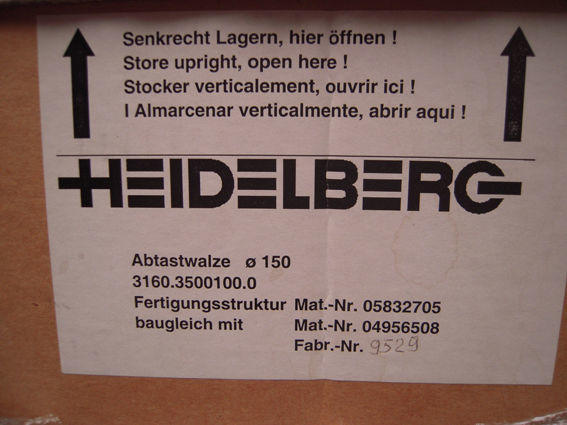 Senkrecht Lagern, hier öffnen !
Store upright, open here !
Stocker verticalement, ouvrir ici !
I Almarcenar verticalmente, abrir aqui !
HEIDELBERG
Abtastwalze ø 150
3160.3500100.0
Fertigungsstruktur Mat.-Nr. 05832705
baugleich mit Mat.-Nr. 04956508
Fabr.-Nr. 9529